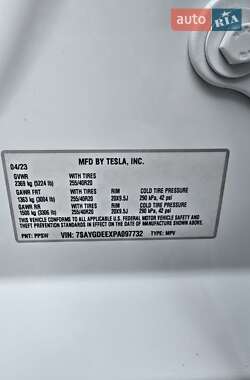 auto RIA
MFD BY TESLA, INC.
04/23
GVWR WITH TIRES
2369 kg (5224 lb) 255/40R20
GAWR FRT WITH TIRES RIM COLD TIRE PRESSURE
1363 kg (3004 lb) 255/40R20 20X9.5J 290 kPa, 42 psi
GAWR RR WITH TIRES RIM COLD TIRE PRESSURE
1500 kg (3306 lb) 255/40R20 20X9.5J 290 kPa, 42 psi
THIS VEHICLE CONFORMS TO ALL APPLICABLE U.S. FEDERAL MOTOR VEHICLE SAFETY AND
THEFT PREVENTION STANDARDS IN EFFECT ON THE DATE OF MANUFACTURE SHOWN ABOVE.
PNT: PPSW VIN: 7SAYGDEEXPA097732 TYPE: MPV